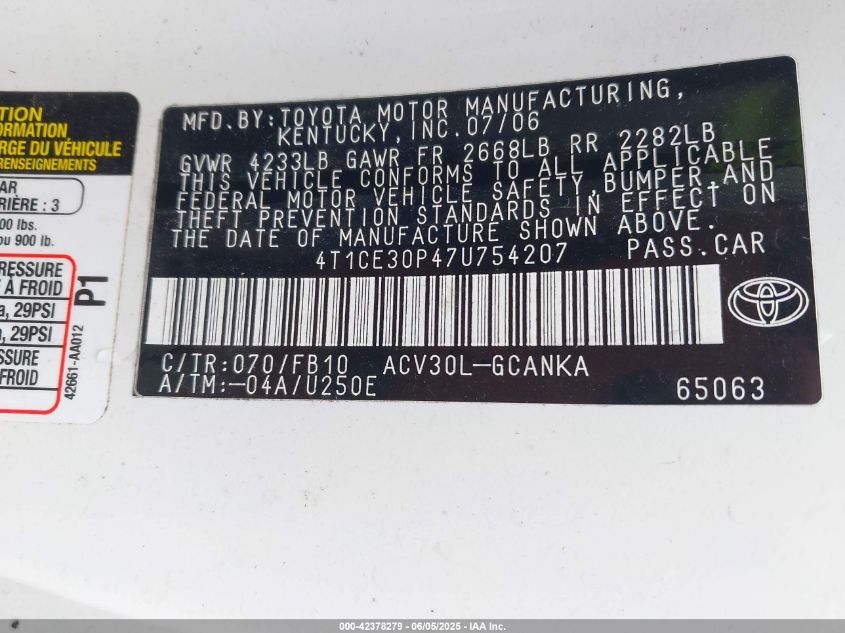 TION
FORMATION
RGE DU VÉHICULE
RENSEIGNEMENTS
AR
RIÈRE : 3
00 lbs.
ou 900 lb.
RESSURE
À FROID
a, 29PSI
a, 29PSI
SSURE
FROID
P1
42661-AA012
MFD.BY:TOYOTA MOTOR MANUFACTURING,
KENTUCKY,INC.07/06
GVWR 4233LB GAWR FR 2668LB RR 2282LB
THIS VEHICLE CONFORMS TO ALL APPLICABLE
FEDERAL MOTOR VEHICLE SAFETY,BUMPER,AND
THEFT PREVENTION STANDARDS IN EFFECT ON
THE DATE OF MANUFACTURE SHOWN ABOVE.
4T1CE30P47U754207 PASS.CAR
C/TR:070/FB10 ACV30L-GCANKA
A/TM:-04A/U250E 65063
000-42378279 - 06/05/2025 - IAA Inc.